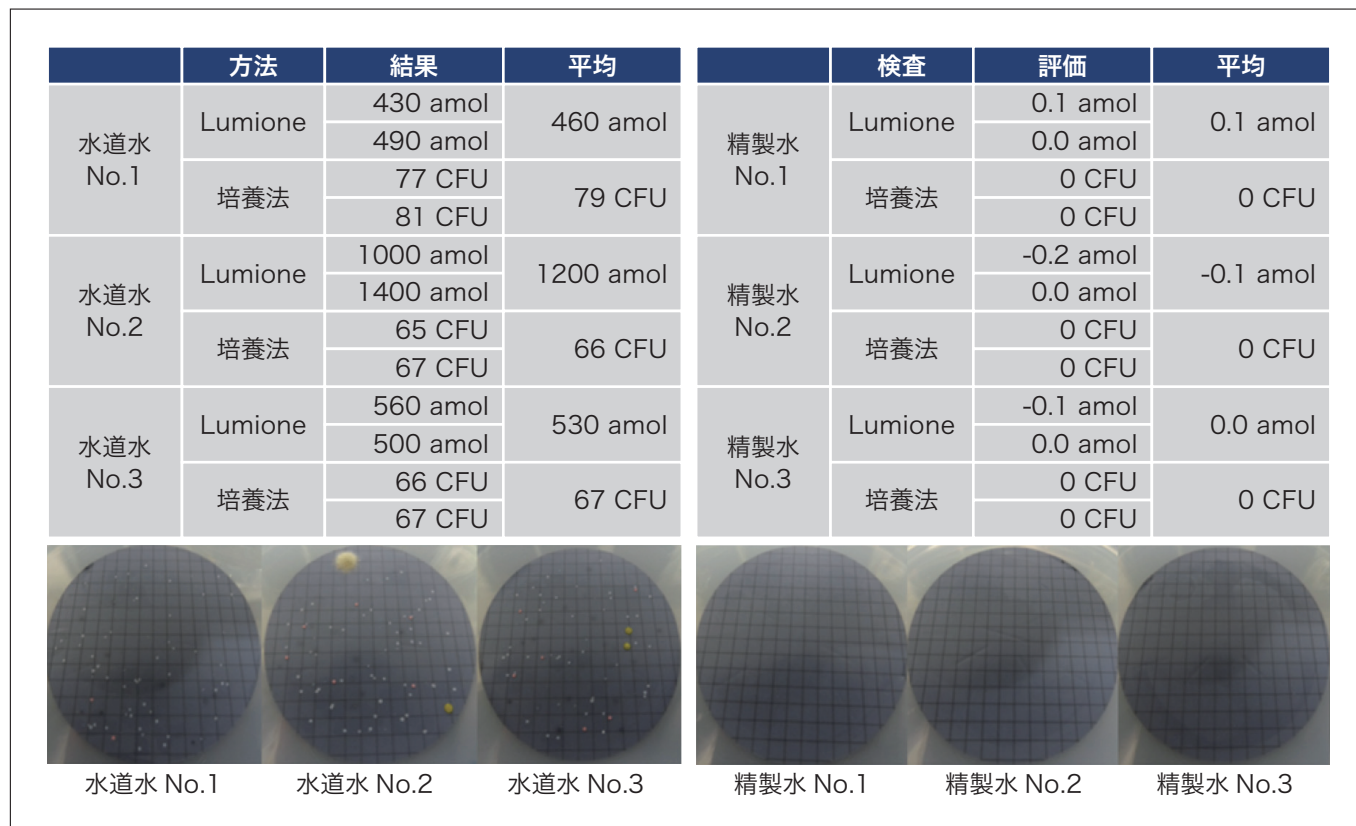 方法 結果 平均
水道水 No.1 Lumione 430 amol 460 amol
490 amol
培養法 77 CFU 79 CFU
81 CFU
水道水 No.2 Lumione 1000 amol 1200 amol
1400 amol
培養法 65 CFU 66 CFU
67 CFU
水道水 No.3 Lumione 560 amol 530 amol
500 amol
培養法 66 CFU 67 CFU
67 CFU
検査 評価 平均
精製水 No.1 Lumione 0.1 amol 0.1 amol
0.0 amol
培養法 0 CFU 0 CFU
0 CFU
精製水 No.2 Lumione -0.2 amol -0.1 amol
0.0 amol
培養法 0 CFU 0 CFU
0 CFU
精製水 No.3 Lumione -0.1 amol 0.0 amol
0.0 amol
培養法 0 CFU 0 CFU
0 CFU
水道水 No.1 水道水 No.2 水道水 No.3 精製水 No.1 精製水 No.2 精製水 No.3